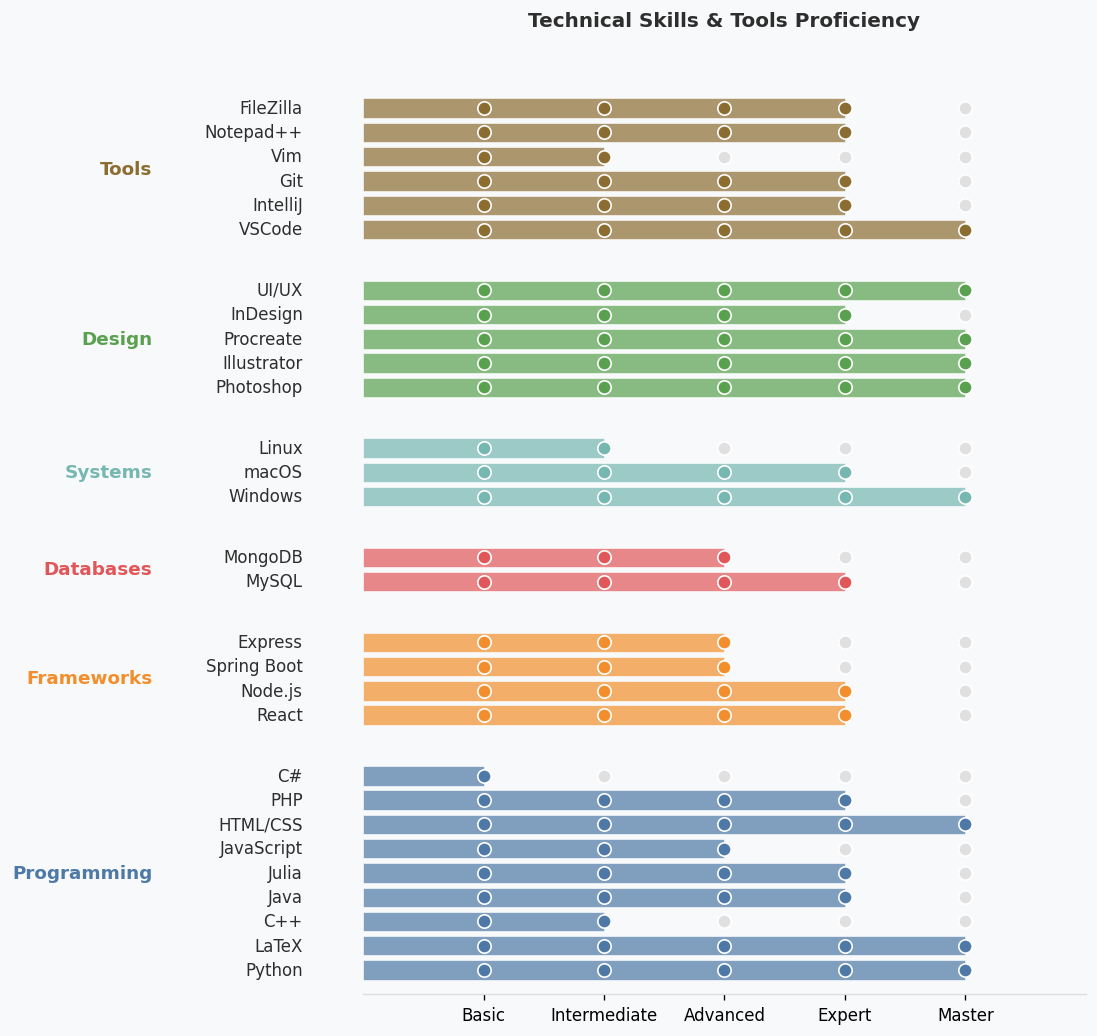 Technical Skills & Tools Proficiency
Tools
FileZilla
Notepad++
Vim
Git
IntelliJ
VSCode
Design
UI/UX
InDesign
Procreate
Illustrator
Photoshop
Systems
Linux
macOS
Windows
Databases
MongoDB
MySQL
Frameworks
Express
Spring Boot
Node.js
React
Programming
C#
PHP
HTML/CSS
JavaScript
Julia
Java
C++
LaTeX
Python
Basic Intermediate Advanced Expert Master